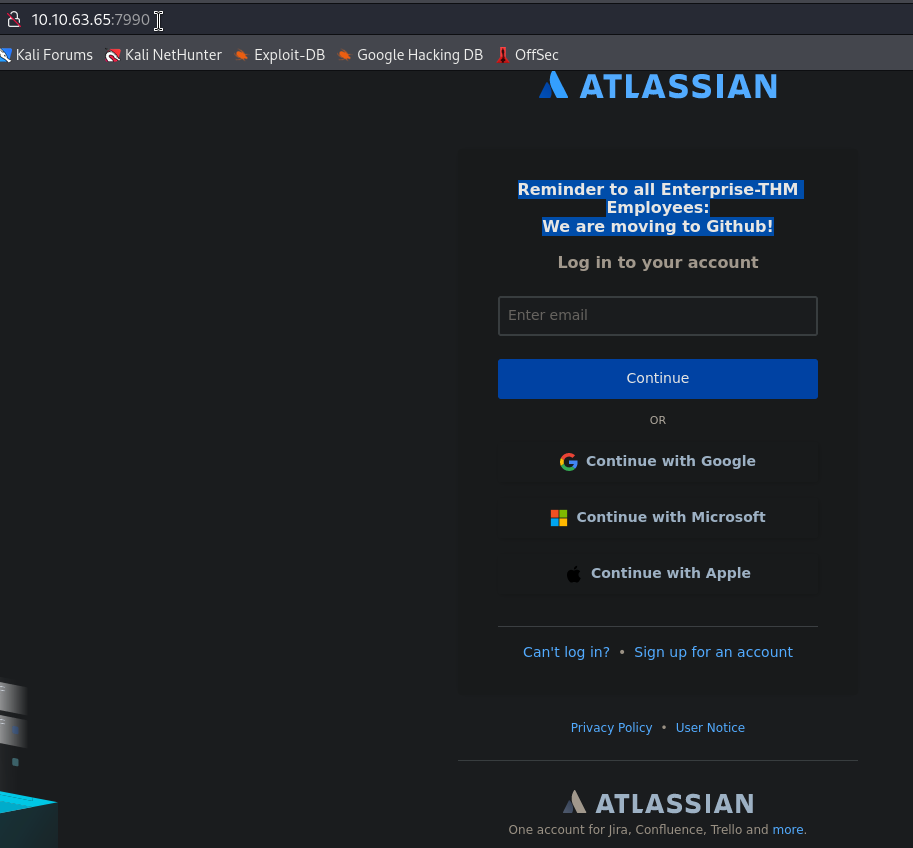 10.10.63.65:7990
Kali Forums Kali NetHunter Exploit-DB Google Hacking DB OffSec
ATLASSIAN
Reminder to all Enterprise-THM
Employees:
We are moving to Github!
Log in to your account
Enter email
Continue
OR
Continue with Google
Continue with Microsoft
Continue with Apple
Can't log in? • Sign up for an account
Privacy Policy • User Notice
ATLASSIAN
One account for Jira, Confluence, Trello and more.